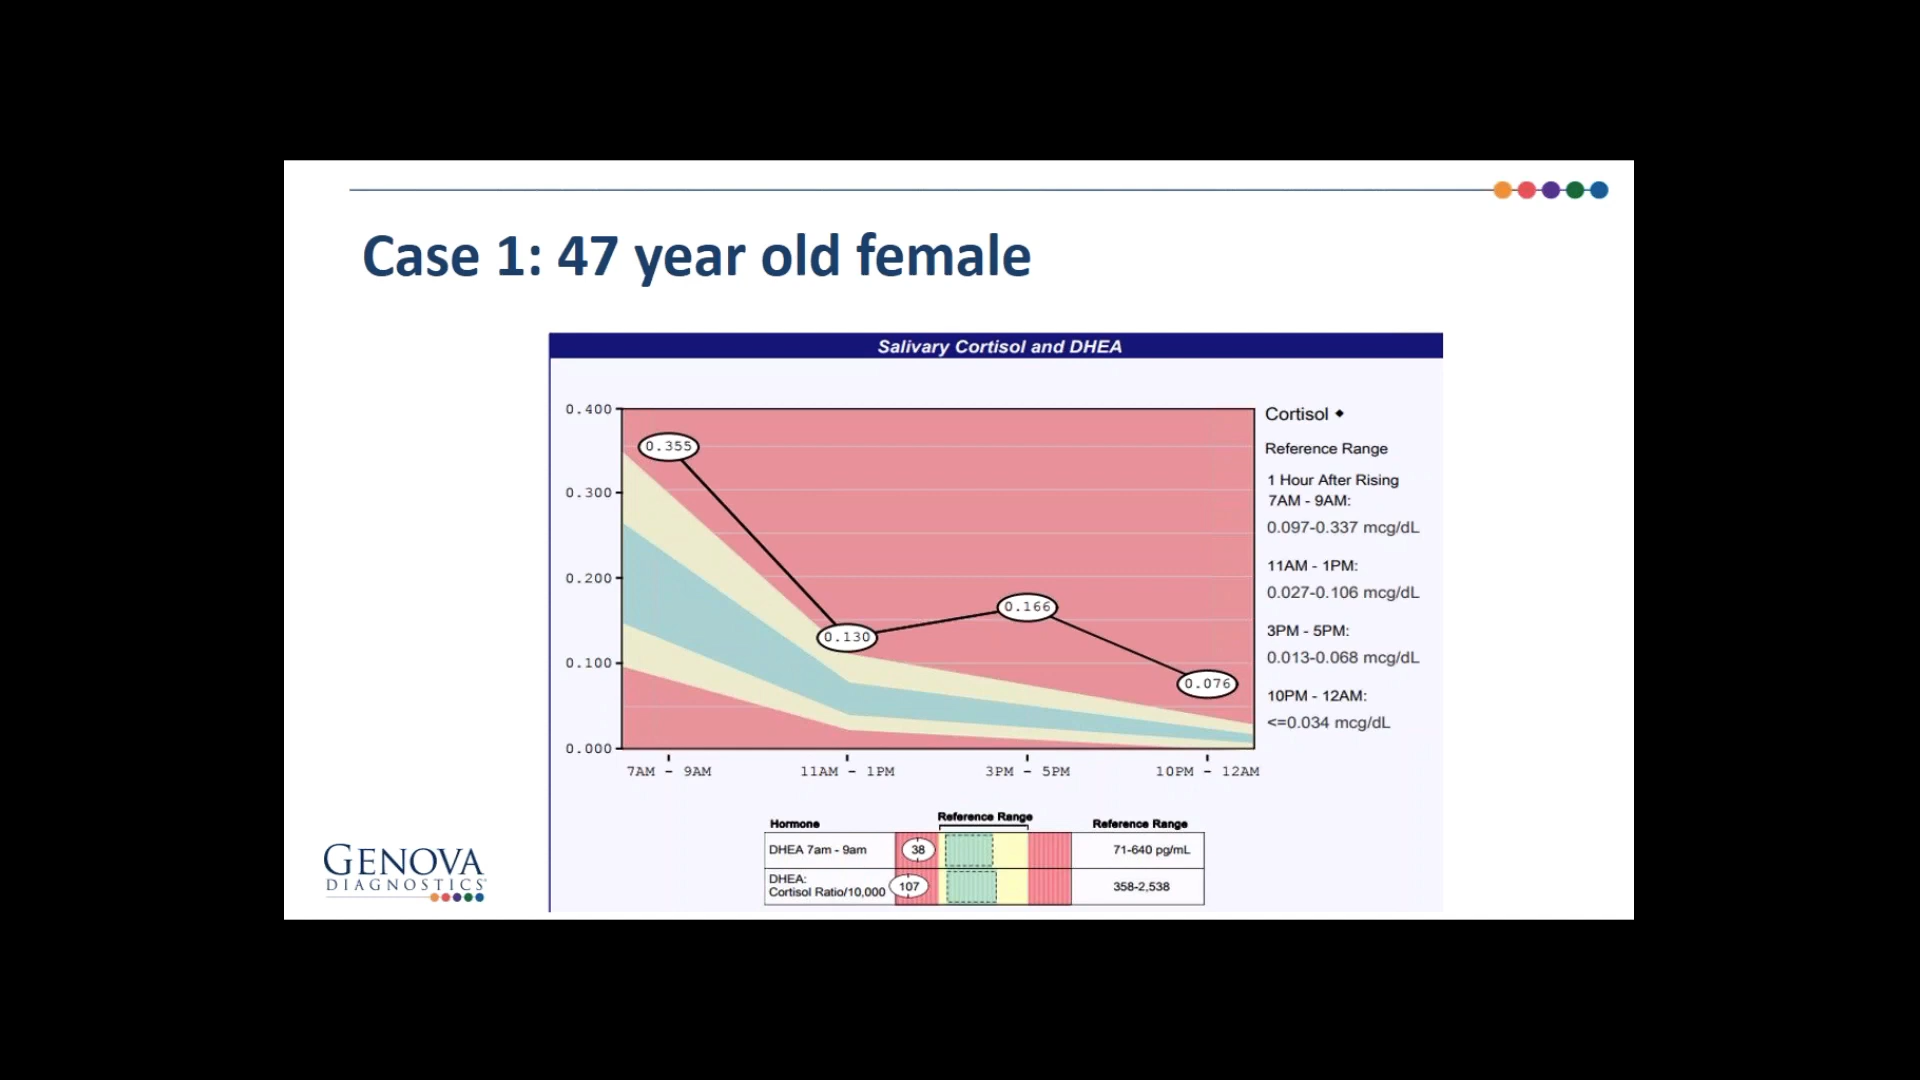 Case 1: 47 year old female
Salivary Cortisol and DHEA
0.400
0.300
0.200
0.100
0.000
0.355
0.130
0.166
0.076
7AM - 9AM
11AM - 1PM
3PM - 5PM
10PM - 12AM
Cortisol ◆
Reference Range
1 Hour After Rising
7AM - 9AM:
0.097-0.337 mcg/dL
11AM - 1PM:
0.027-0.106 mcg/dL
3PM - 5PM:
0.013-0.068 mcg/dL
10PM - 12AM:
<=0.034 mcg/dL
Hormone
Reference Range
Reference Range
DHEA 7am - 9am
38
71-640 pg/mL
DHEA:
Cortisol Ratio/10,000
107
358-2,538
GENOVA
DIAGNOSTICS